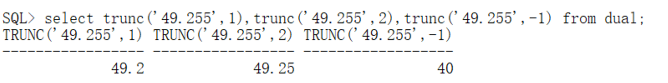 SQL> select trunc('49.255',1),trunc('49.255',2),trunc('49.255',-1) from dual;
TRUNC('49.255',1) TRUNC('49.255',2) TRUNC('49.255',-1)
----------------- ----------------- ------------------
49.2 49.25 40